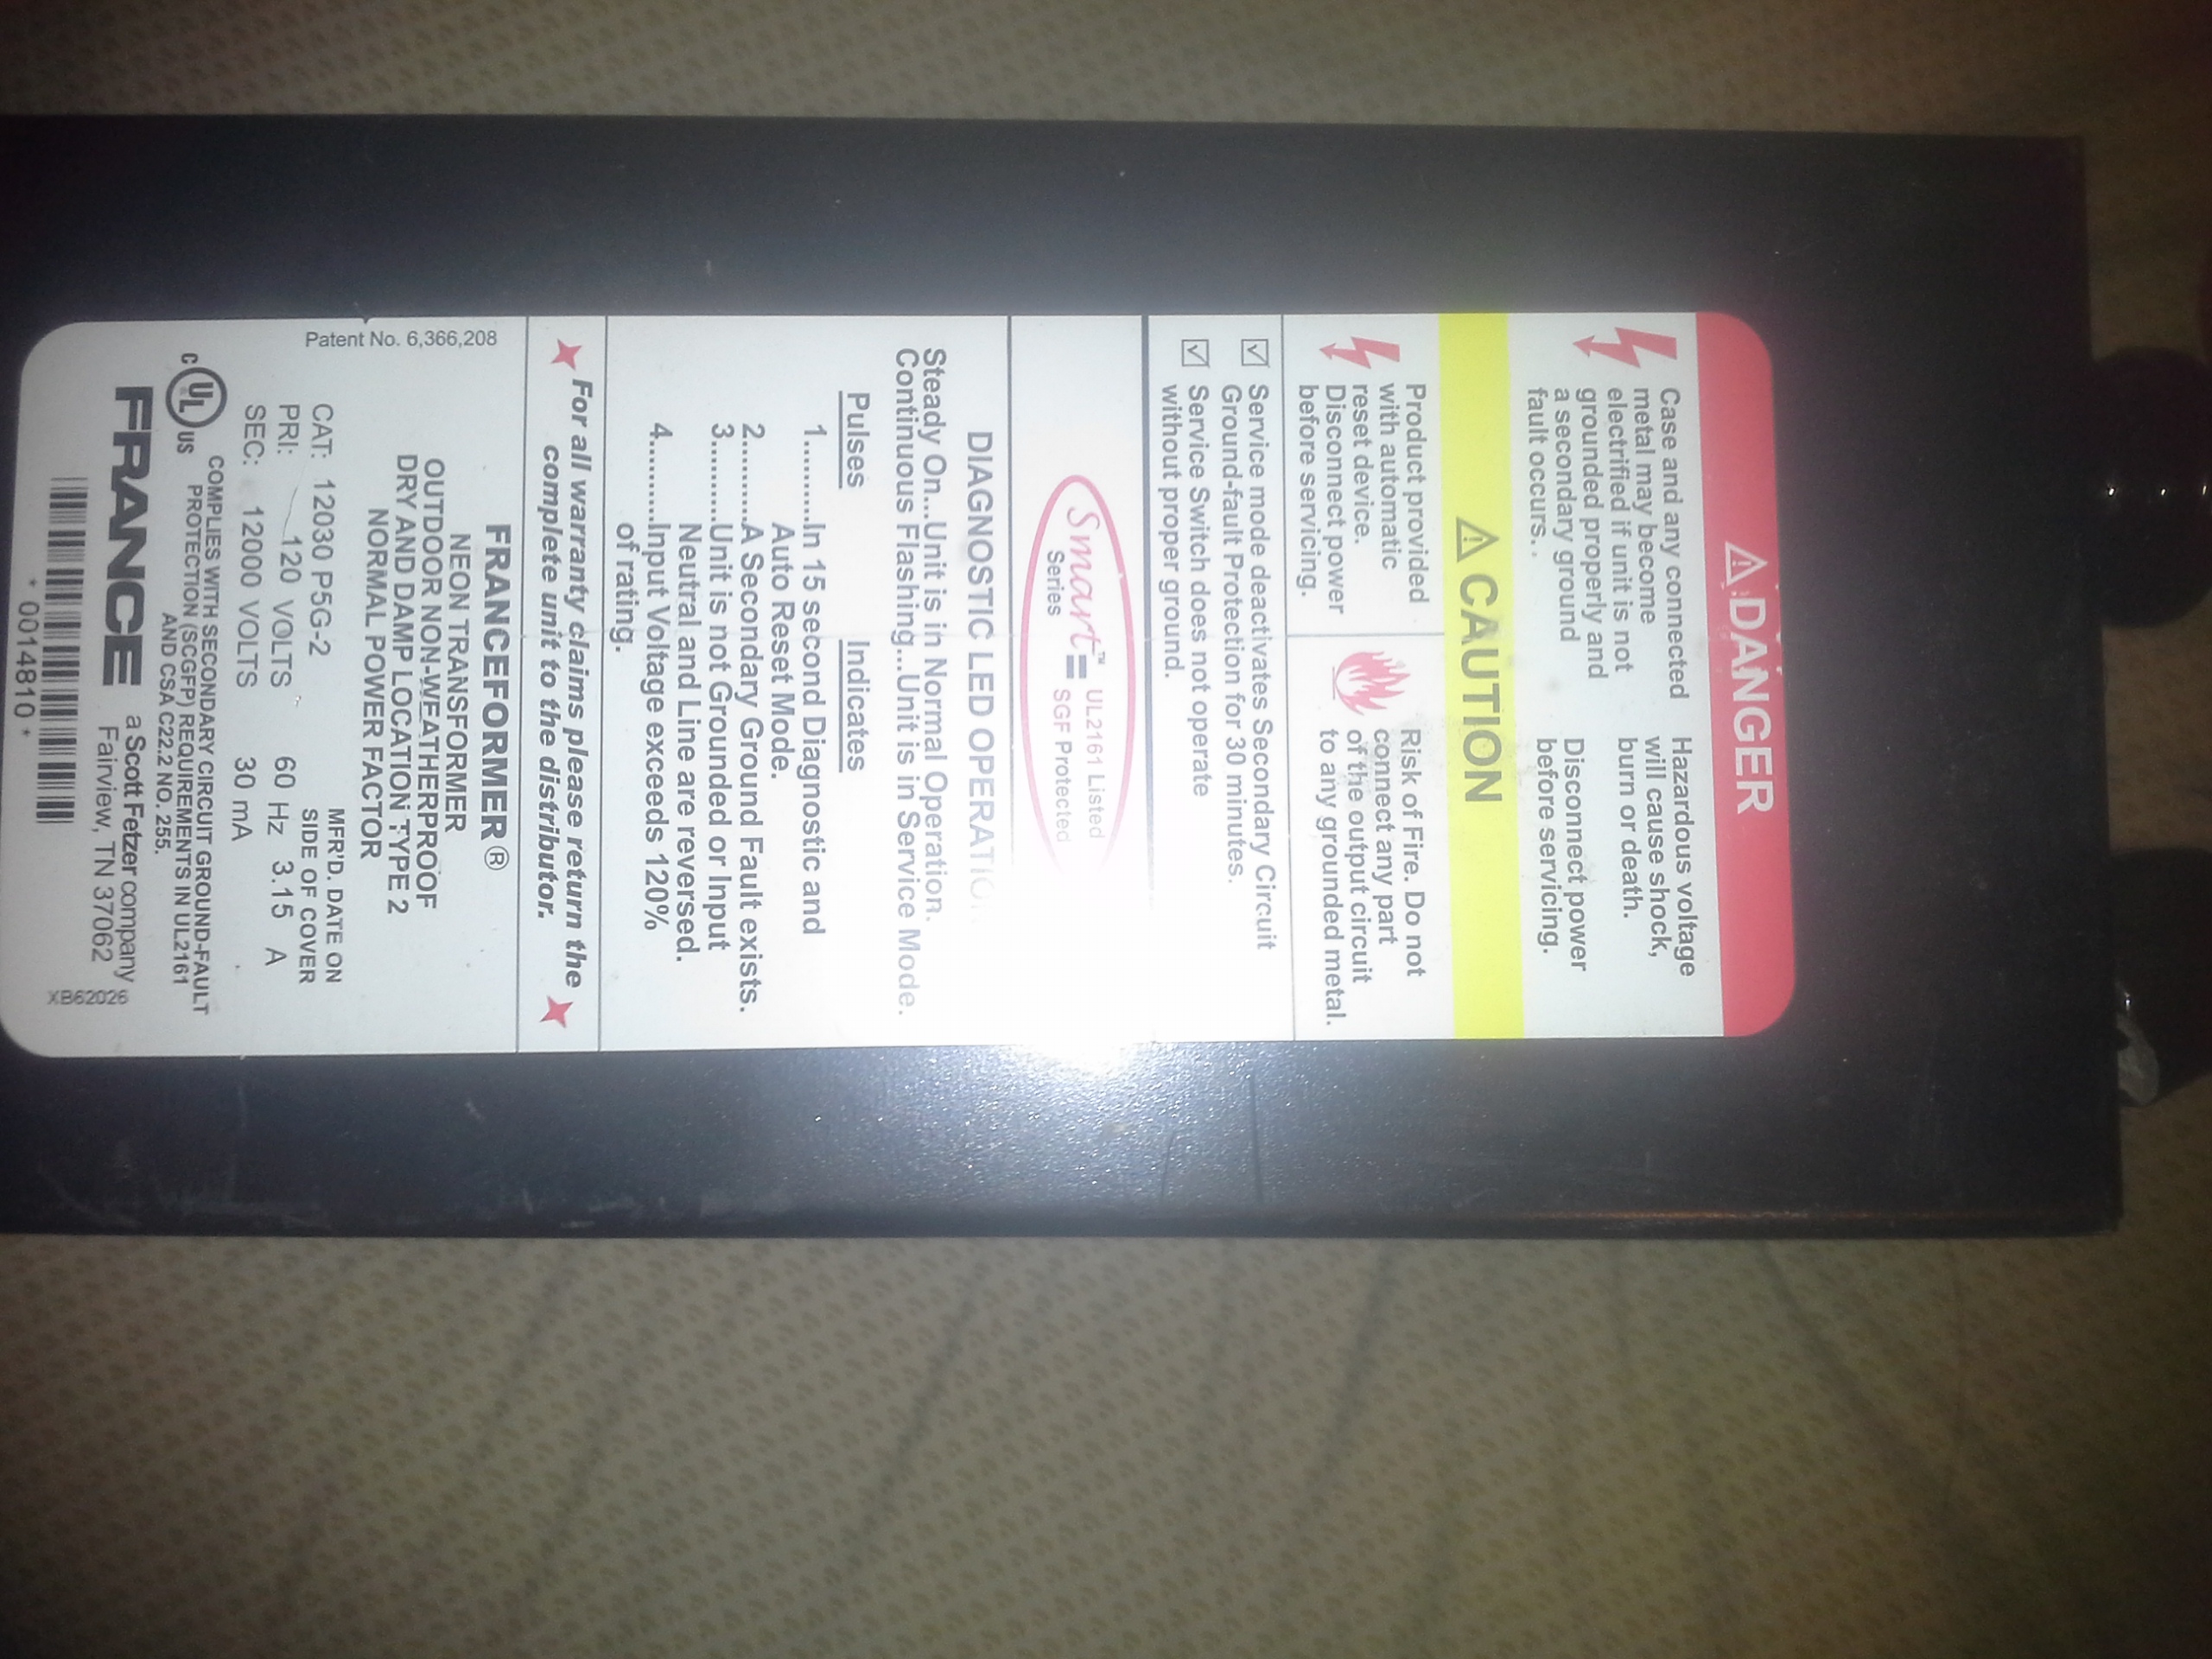 ⚠DANGER
Case and any connected
metal may become
electrified if unit is not
grounded properly and
a secondary ground
fault occurs.
Hazardous voltage
will cause shock,
burn or death.
Disconnect power
before servicing.
⚠CAUTION
Product provided
with automatic
reset device.
Disconnect power
before servicing.
Risk of Fire. Do not
connect any part
of the output circuit
to any grounded metal.
☑ Service mode deactivates Secondary Circuit
Ground-fault Protection for 30 minutes.
☑ Service Switch does not operate
without proper ground.
Smart™ UL2161 Listed
Series SGF Protected
DIAGNOSTIC LED OPERATION
Steady On...Unit is in Normal Operation.
Continuous Flashing...Unit is in Service Mode.
Pulses Indicates
1.........In 15 second Diagnostic and
Auto Reset Mode.
2.........A Secondary Ground Fault exists.
3.........Unit is not Grounded or Input
Neutral and Line are reversed.
4.........Input Voltage exceeds 120%
of rating.
For all warranty claims please return the
complete unit to the distributor.
Patent No. 6,366,208
FRANCEFORMER®
NEON TRANSFORMER
OUTDOOR NON-WEATHERPROOF
DRY AND DAMP LOCATION TYPE 2
NORMAL POWER FACTOR
MFR'D. DATE ON
SIDE OF COVER
CAT: 12030 P5G-2
PRI: 120 VOLTS 60 Hz 3.15 A
SEC: 12000 VOLTS 30 mA
C UL US
COMPLIES WITH SECONDARY CIRCUIT GROUND-FAULT
PROTECTION (SCGFP) REQUIREMENTS IN UL2161
AND CSA C22.2 NO. 255.
FRANCE a Scott Fetzer company
Fairview, TN 37062
XB62026
* 0014810 *